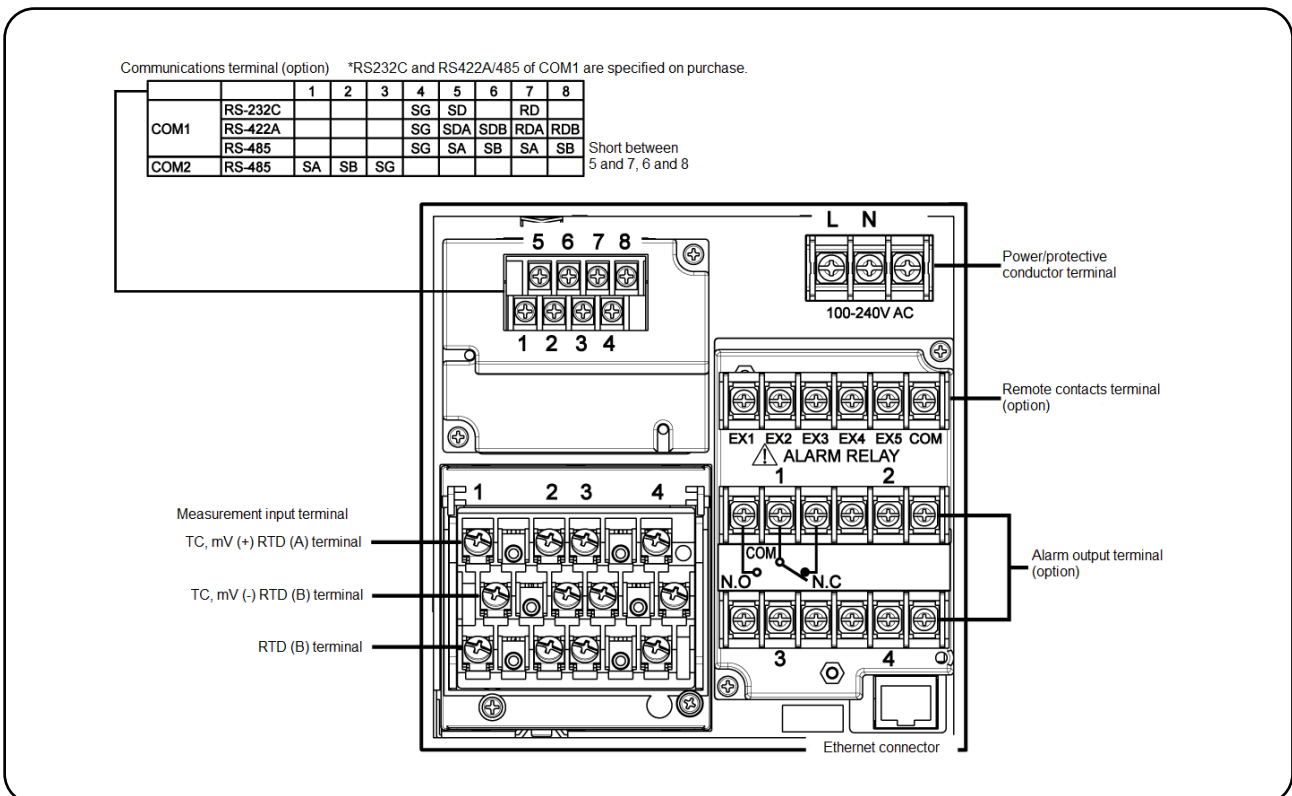 Communications terminal (option) *RS232C and RS422A/485 of COM1 are specified on purchase.
1 2 3 4 5 6 7 8
COM1 RS-232C SG SD RD
RS-422A SG SDA SDB RDA RDB
RS-485 SG SA SB SA SB
COM2 RS-485 SA SB SG
Short between
5 and 7, 6 and 8
L N
100-240V AC
Power/protective
conductor terminal
5 6 7 8
1 2 3 4
Remote contacts terminal
(option)
EX1 EX2 EX3 EX4 EX5 COM
ALARM RELAY
1 2
COM
N.O N.C
3 4
Alarm output terminal
(option)
1 2 3 4
Measurement input terminal
TC, mV (+) RTD (A) terminal
TC, mV (-) RTD (B) terminal
RTD (B) terminal
Ethernet connector